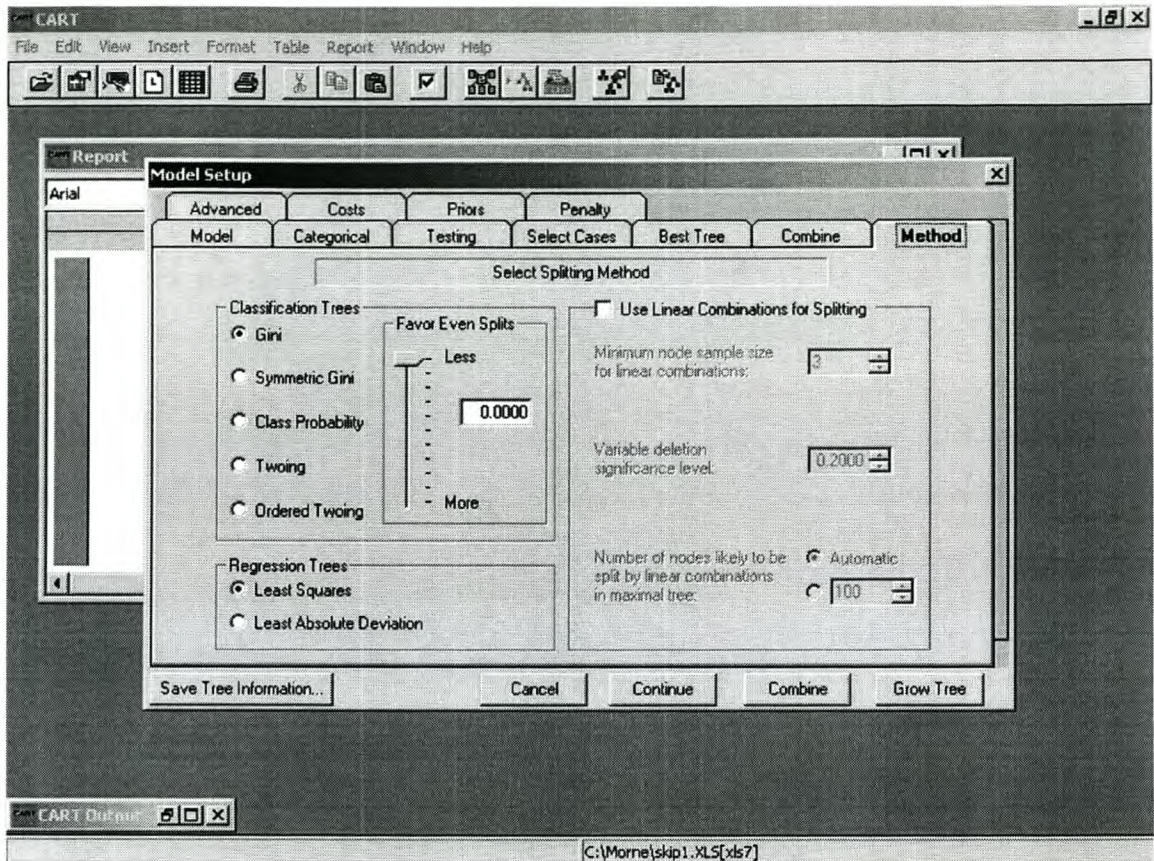 CART
File Edit View Insert Format Table Report Window Help
Report
Arial
Model Setup
Advanced Costs Priors Penalty
Model Categorical Testing Select Cases Best Tree Combine Method
Select Splitting Method
Classification Trees
Gini
Symmetric Gini
Class Probability
Twoing
Ordered Twoing
Favor Even Splits
Less
0.0000
More
Regression Trees
Least Squares
Least Absolute Deviation
Use Linear Combinations for Splitting
Minimum node sample size
for linear combinations:
3
Variable deletion
significance level:
0.2000
Number of nodes likely to be
split by linear combinations
in maximal tree:
Automatic
100
Save Tree Information... Cancel Continue Combine Grow Tree
CART Output
C:\Morne\skip1.XLS[xls7]